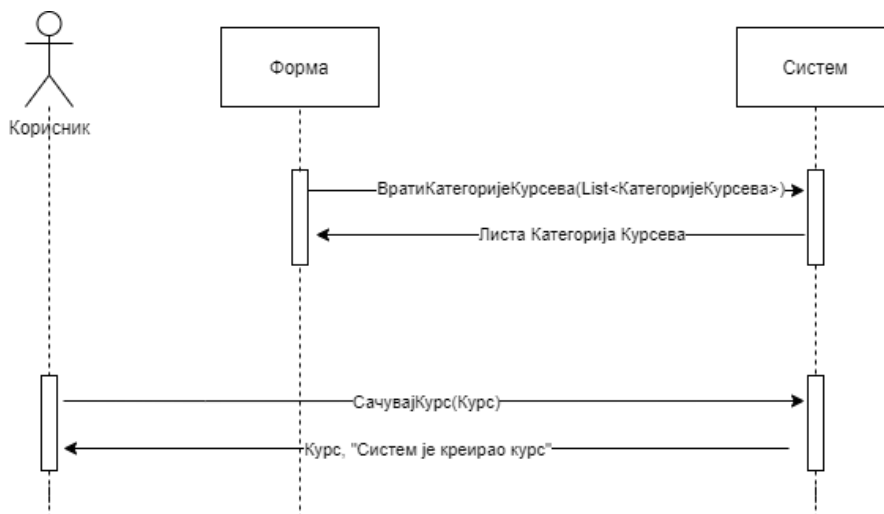 Форма
Систем
Корисник
ВратиКатегоријеКурсева(List<КатегоријеКурсева>)
Листа Категорија Курсева
СачувајКурс(Курс)
Курс, "Систем је креирао курс"